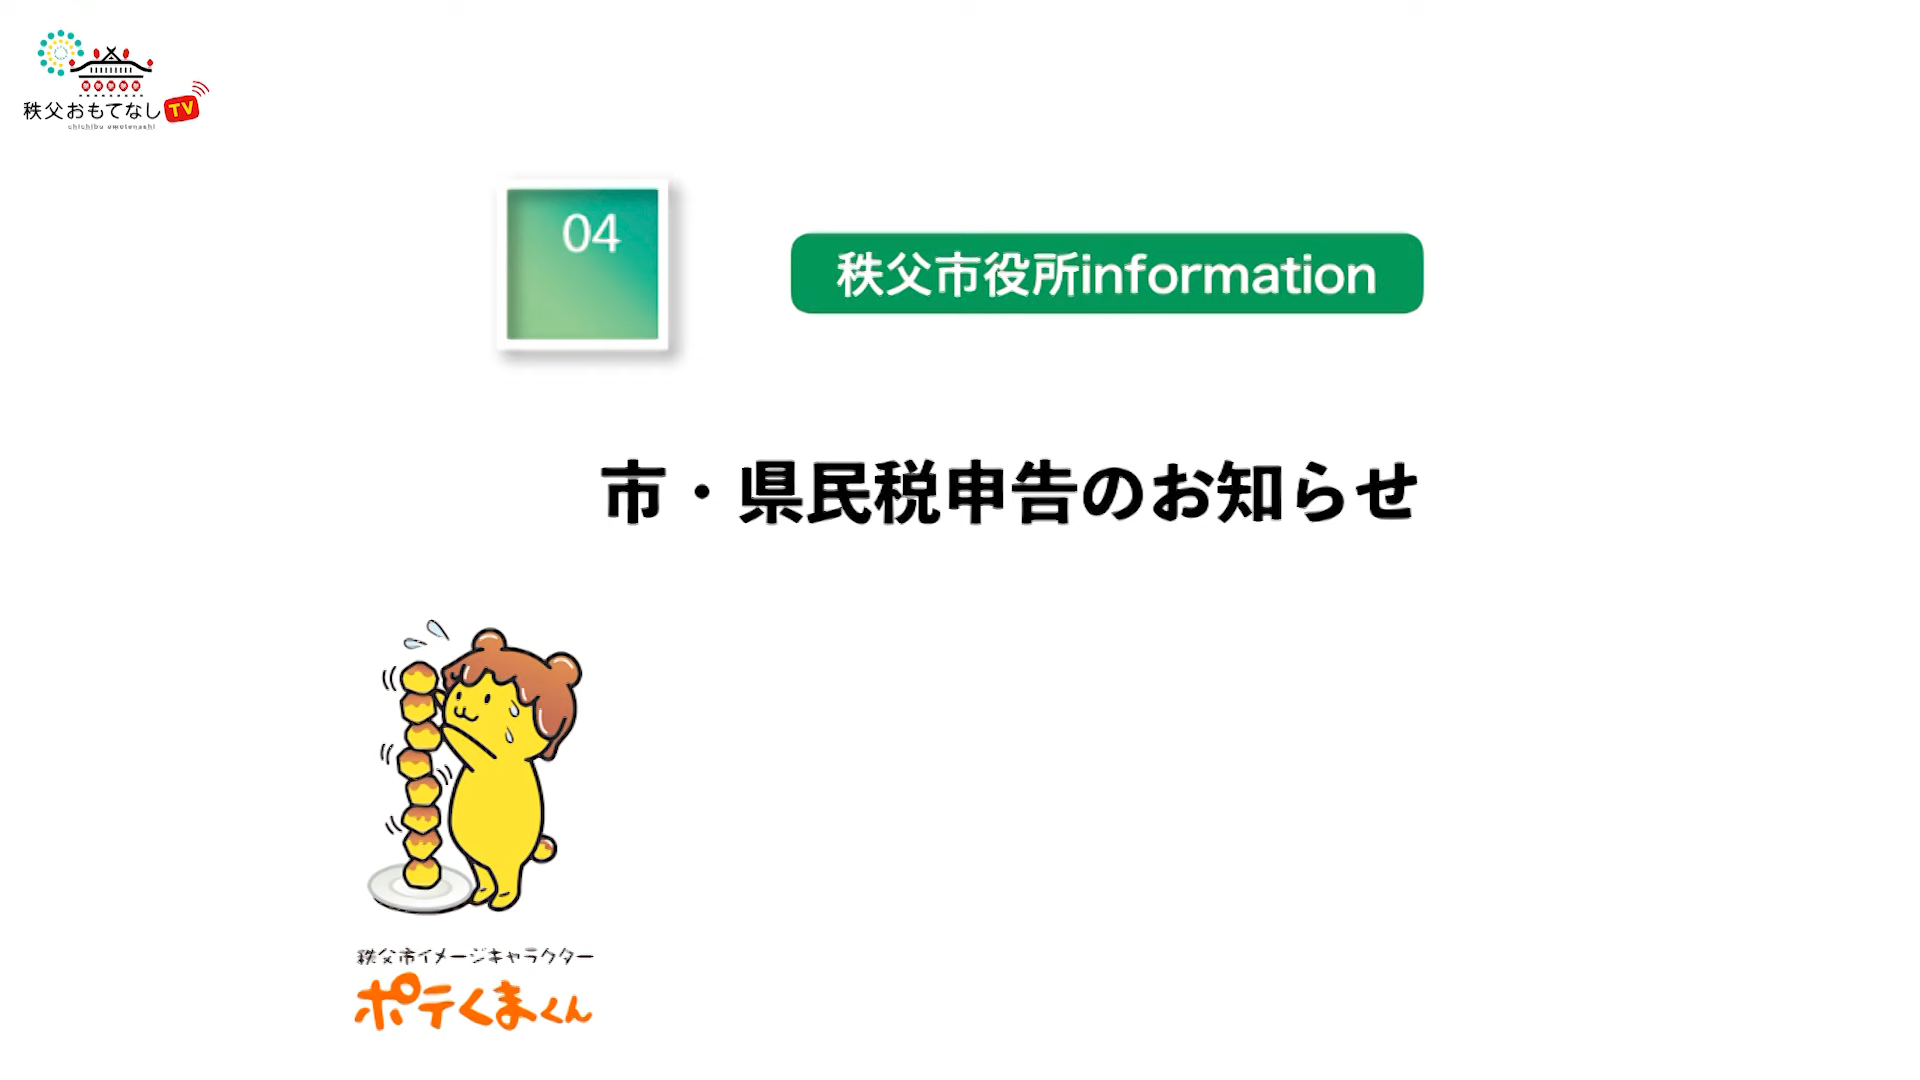 秩父おもてなしTV
chichibu omotenashi
04
秩父市役所information
市・県民税申告のお知らせ
秩父市イメージキャラクター
ポテくまくん